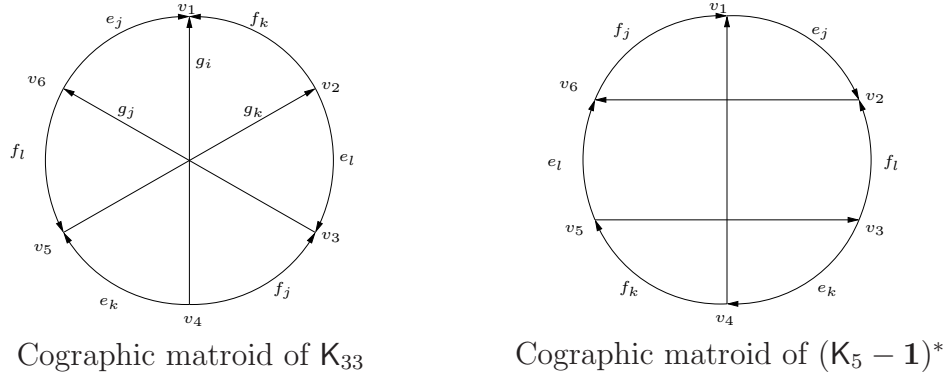 v₁
e_j
f_k
g_i
v₆
v₂
g_j
g_k
f_l
e_l
v₅
v₃
e_k
f_j
v₄
Cographic matroid of K₃₃
v₁
f_j
e_j
v₆
v₂
e_l
f_l
v₅
v₃
f_k
e_k
v₄
Cographic matroid of (K₅ − 1)*